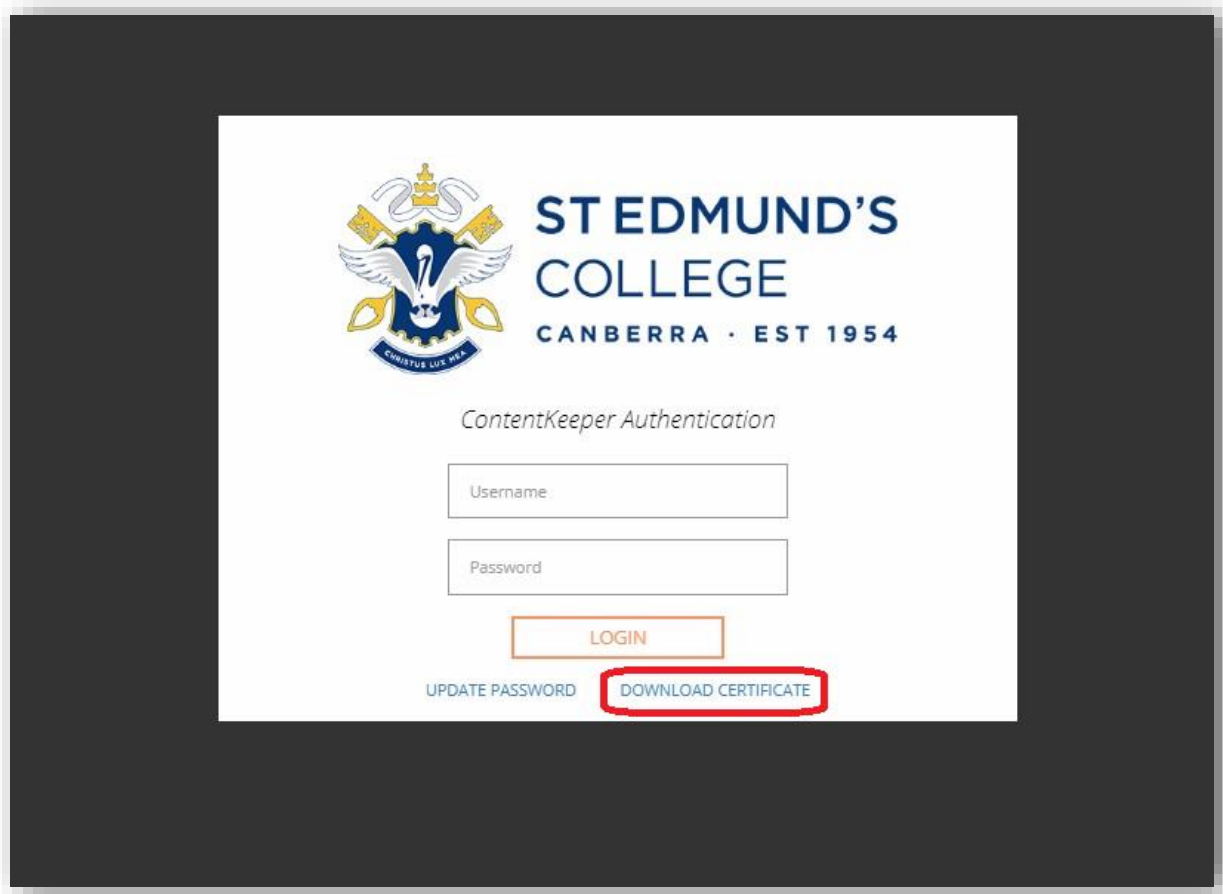 ST EDMUND'S
COLLEGE
CANBERRA · EST 1954
CHRISTUS LUX MEA
ContentKeeper Authentication
Username
Password
LOGIN
UPDATE PASSWORD DOWNLOAD CERTIFICATE